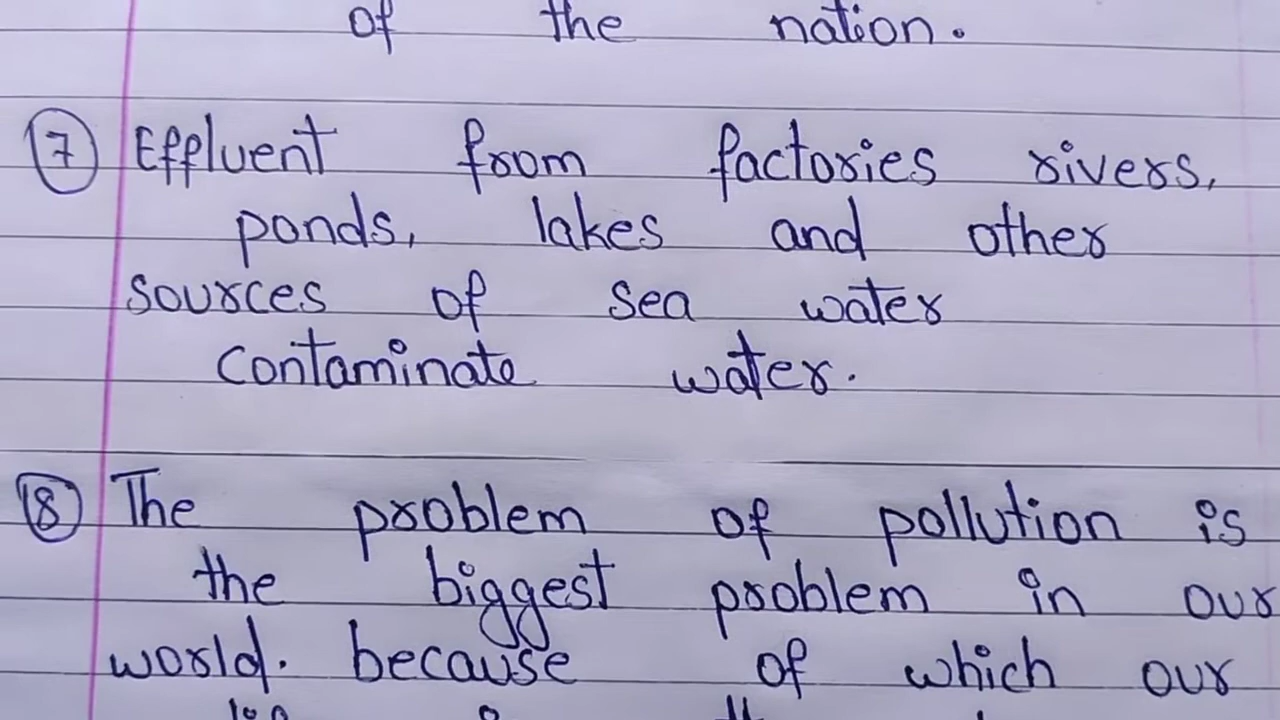 of the nation.
7 Effluent from factories rivers,
ponds, lakes and other
sources of sea water
contaminate water.
8 The problem of pollution is
the biggest problem in our
world. because of which our